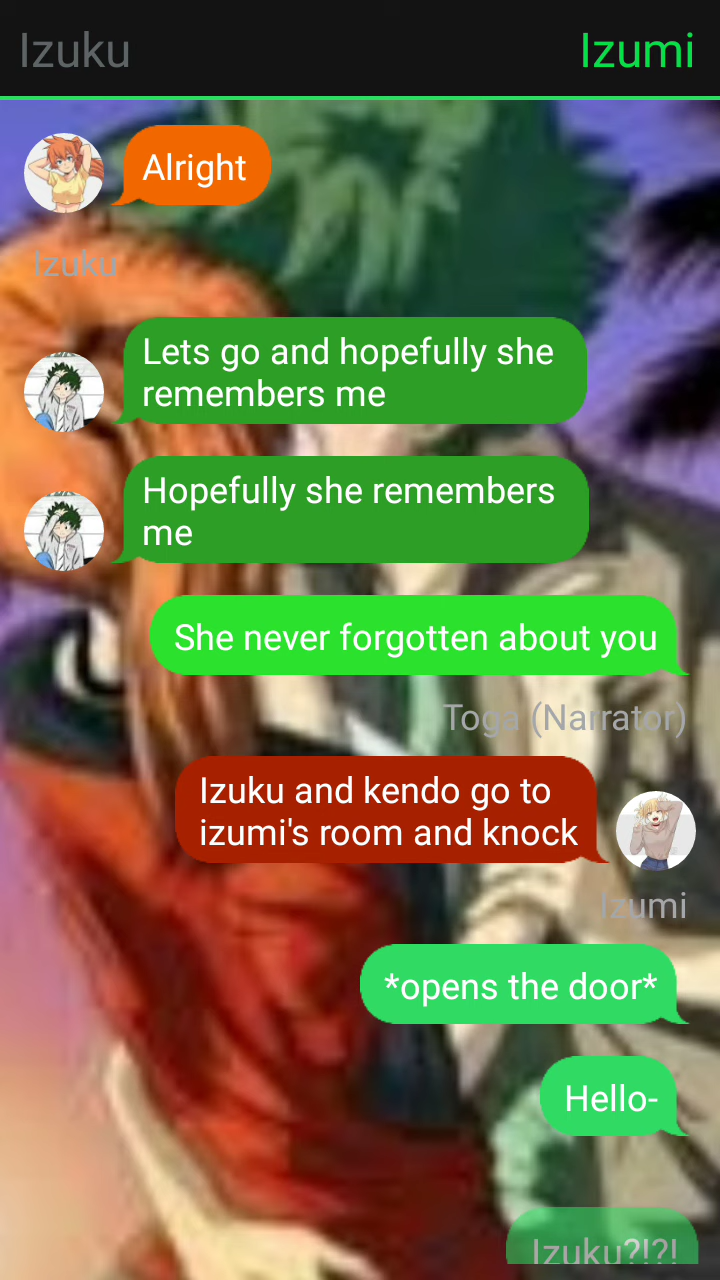 Izuku
Izumi
Alright
Izuku
Lets go and hopefully she
remembers me
Hopefully she remembers
me
She never forgotten about you
Toga (Narrator)
Izuku and kendo go to
izumi's room and knock
Izumi
*opens the door*
Hello-
Izuku?!?!